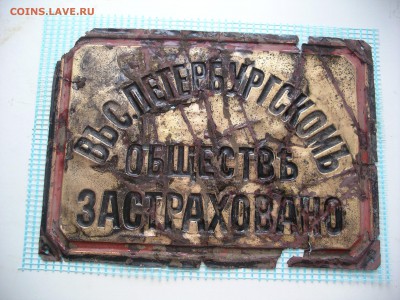 COINS.LAVE.RU
ВЪ С. ПЕТЕРБУРГСКОМЪ
ОБЩЕСТВѢ
ЗАСТРАХОВАНО